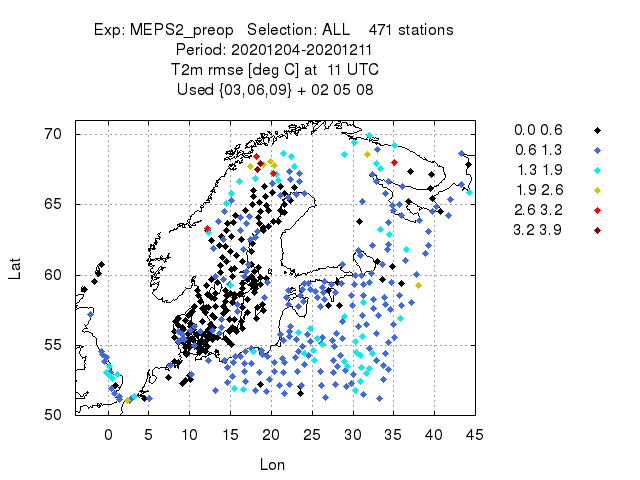 Exp: MEPS2_preop   Selection: ALL    471 stations
Period: 20201204-20201211
T2m rmse [deg C] at  11 UTC
Used {03,06,09} + 02 05 08
0.0 0.6
0.6 1.3
1.3 1.9
1.9 2.6
2.6 3.2
3.2 3.9
70
65
60
55
50
Lat
0 5 10 15 20 25 30 35 40 45
Lon